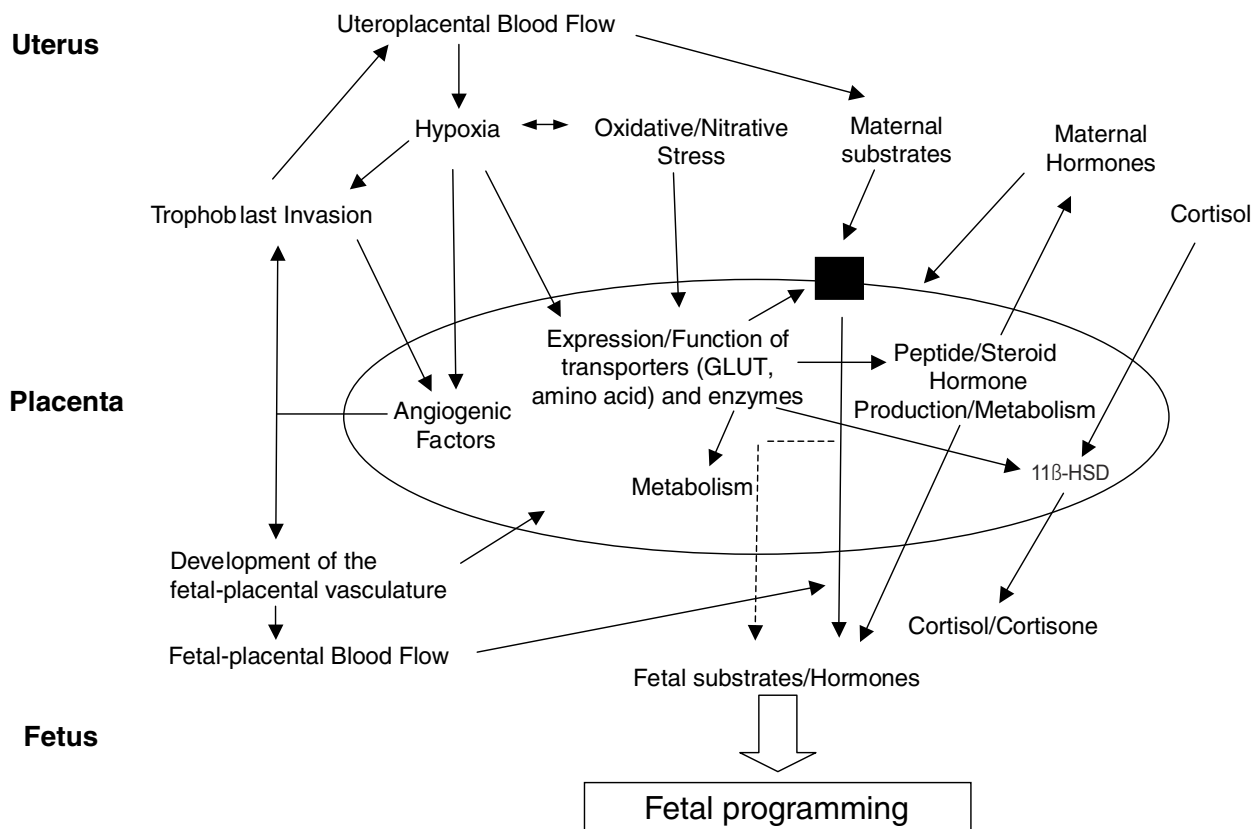 Uteroplacental Blood Flow
Uterus
Hypoxia
Oxidative/Nitrative
Stress
Maternal
substrates
Maternal
Hormones
Trophoblast Invasion
Cortisol
Expression/Function of
transporters (GLUT,
amino acid) and enzymes
Peptide/Steroid
Hormone
Production/Metabolism
Placenta
Angiogenic
Factors
Metabolism
11ß-HSD
Development of the
fetal-placental vasculature
Cortisol/Cortisone
Fetal-placental Blood Flow
Fetal substrates/Hormones
Fetus
Fetal programming